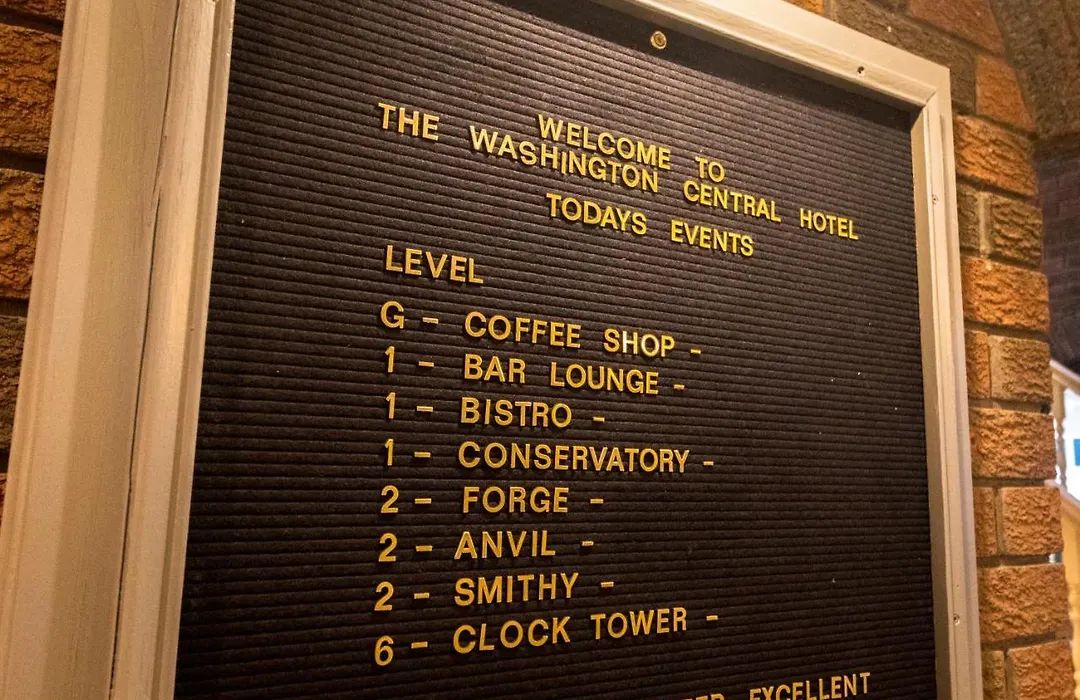 WELCOME TO
THE WASHINGTON CENTRAL HOTEL
TODAYS EVENTS
LEVEL
G - COFFEE SHOP -
1 - BAR LOUNGE -
1 - BISTRO -
1 - CONSERVATORY -
2 - FORGE -
2 - ANVIL -
2 - SMITHY -
6 - CLOCK TOWER -
EXCELLENT